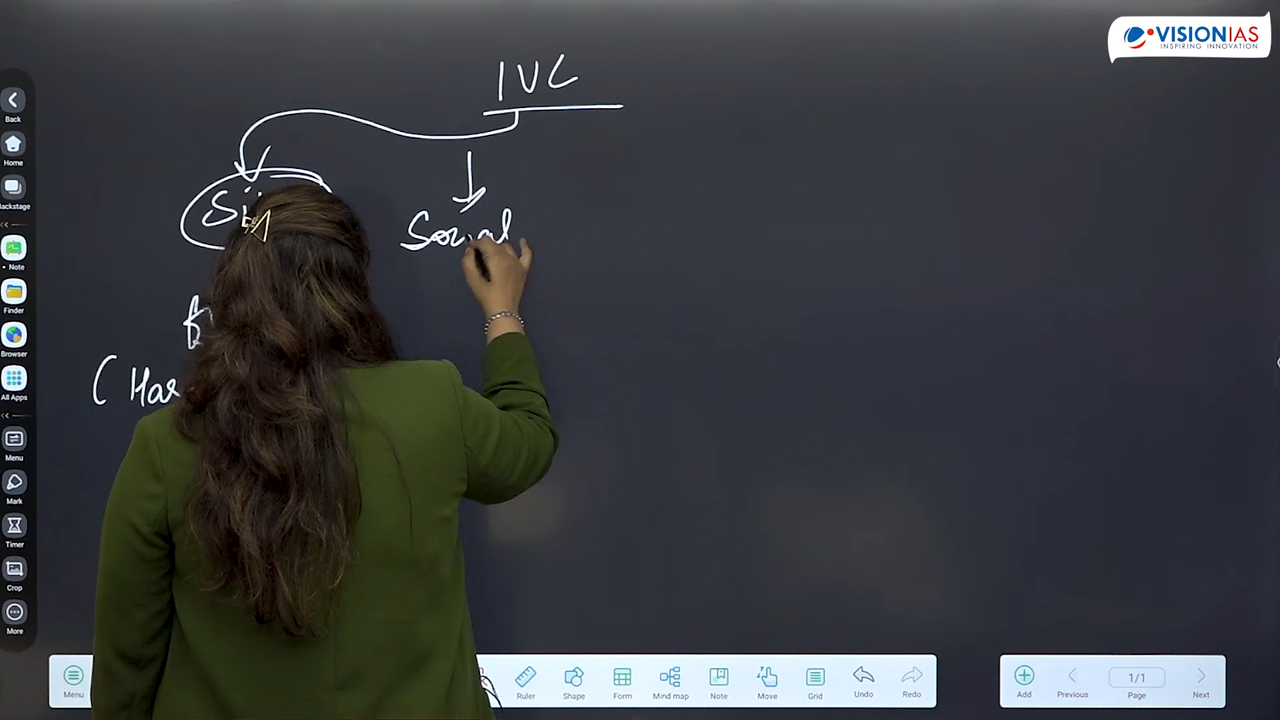 VISIONIAS
INSPIRING INNOVATION
IVC
Social
(Har
Back
Home
Backstage
Note
Finder
Browser
All Apps
Menu
Mark
Timer
Crop
More
Menu
Ruler
Shape
Form
Mind map
Note
Move
Grid
Undo
Redo
Add
Previous
1/1
Page
Next